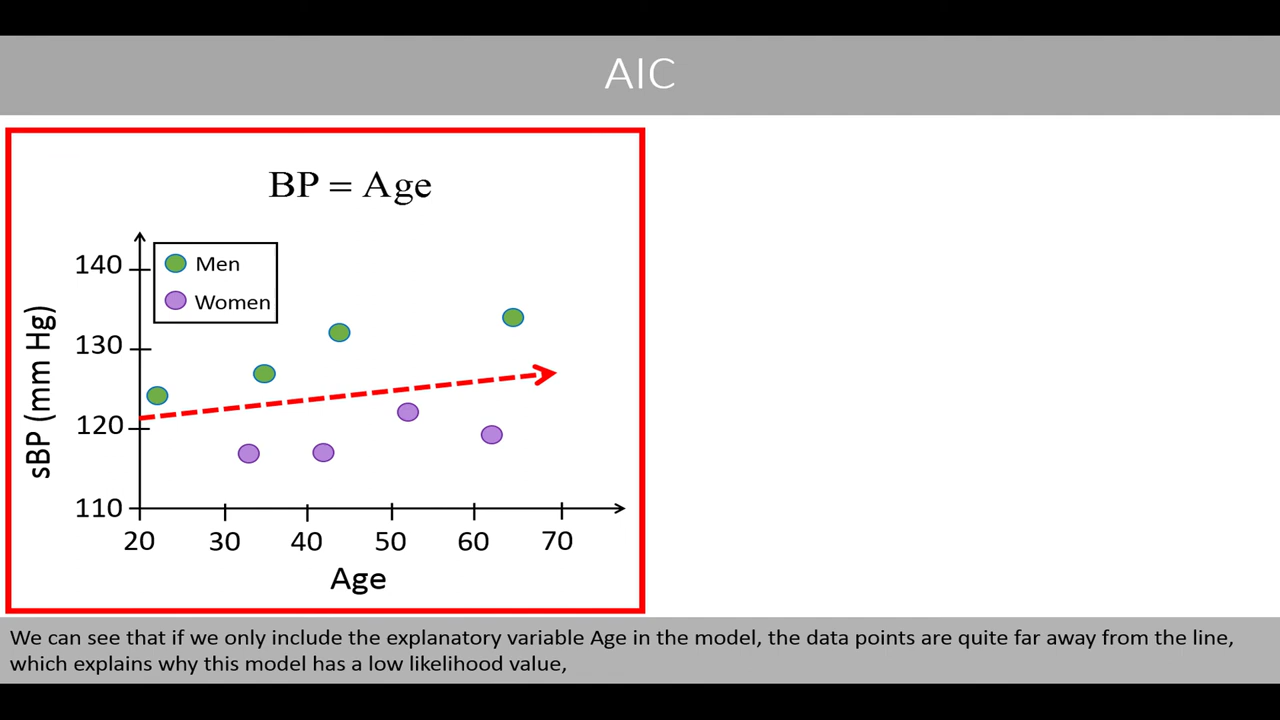 AIC
BP = Age
Men
Women
140
130
120
110
sBP (mm Hg)
20 30 40 50 60 70
Age
We can see that if we only include the explanatory variable Age in the model, the data points are quite far away from the line,
which explains why this model has a low likelihood value,